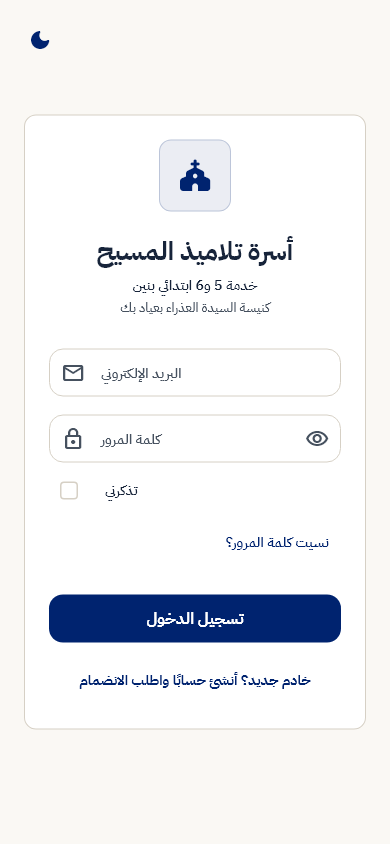 أسرة تلاميذ المسيح
خدمة 5 و6 ابتدائي بنين
كنيسة السيدة العذراء بعياد بك
البريد الإلكتروني
كلمة المرور
تذكرني
نسيت كلمة المرور؟
تسجيل الدخول
خادم جديد؟ أنشئ حسابًا واطلب الانضمام